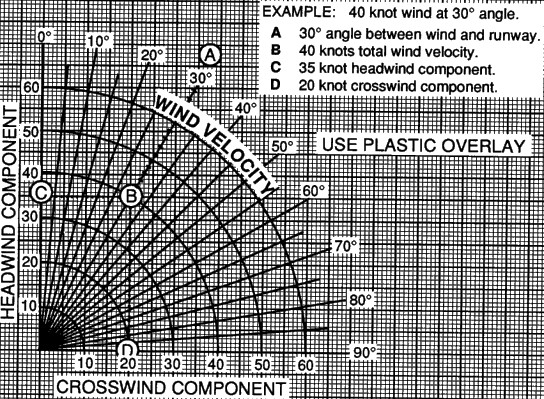 EXAMPLE: 40 knot wind at 30° angle.
A 30° angle between wind and runway.
B 40 knots total wind velocity.
C 35 knot headwind component.
D 20 knot crosswind component.
0°
10°
20°
A
30°
40°
50°
60°
70°
80°
90°
WIND VELOCITY
USE PLASTIC OVERLAY
HEADWIND COMPONENT
60
50
40
C
30
20
10
B
D
10 20 30 40 50 60
CROSSWIND COMPONENT